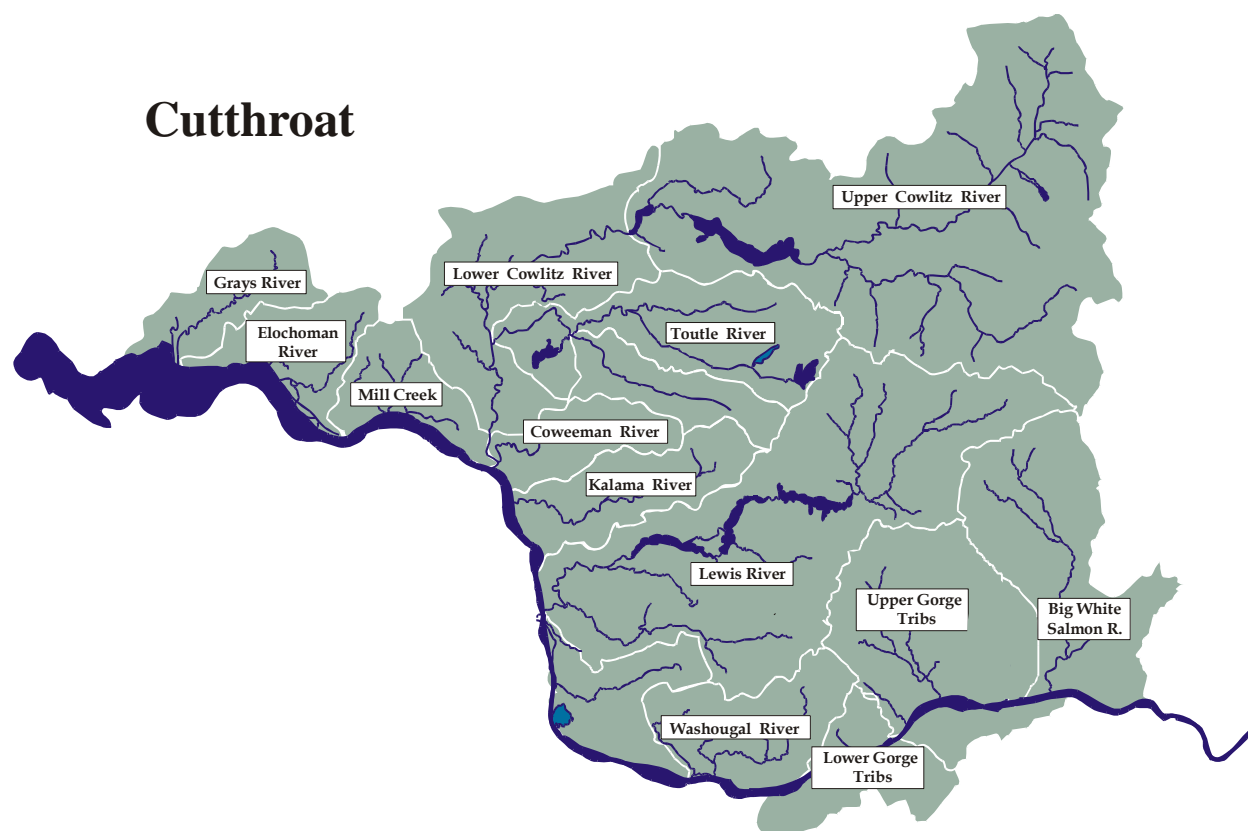 Cutthroat
Upper Cowlitz River
Grays River
Lower Cowlitz River
Elochoman
River
Toutle River
Mill Creek
Coweeman River
Kalama River
Lewis River
Upper Gorge
Tribs
Big White
Salmon R.
Washougal River
Lower Gorge
Tribs